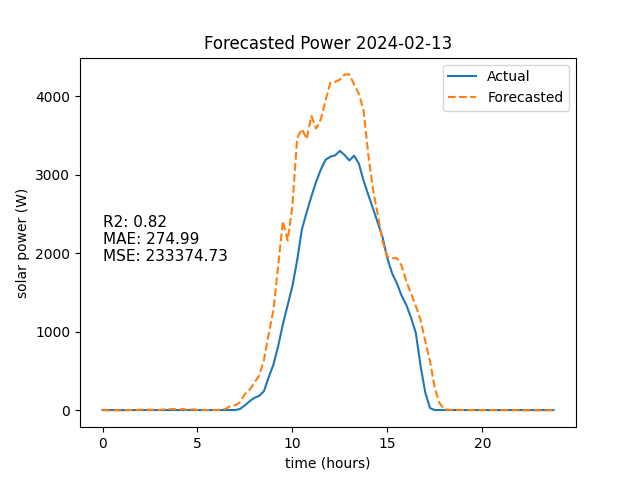 Forecasted Power 2024-02-13
Actual
Forecasted
4000
3000
2000
1000
0
solar power (W)
R2: 0.82
MAE: 274.99
MSE: 233374.73
0 5 10 15 20
time (hours)